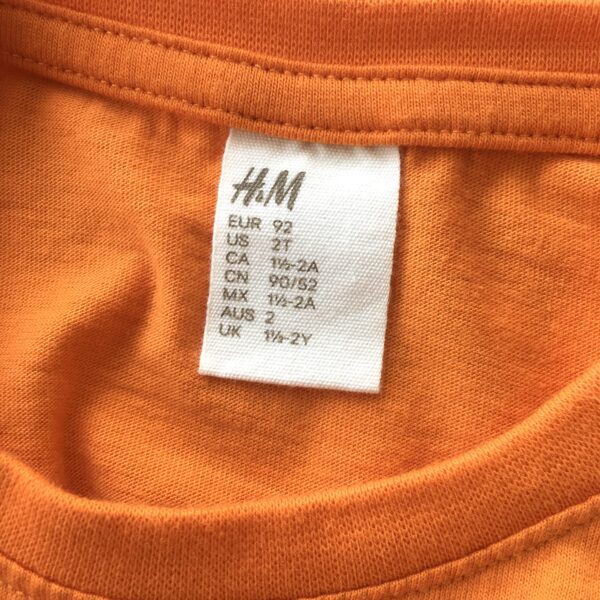 H&M
EUR 92
US 2T
CA 1½-2A
CN 90/52
MX 1½-2A
AUS 2
UK 1½-2Y